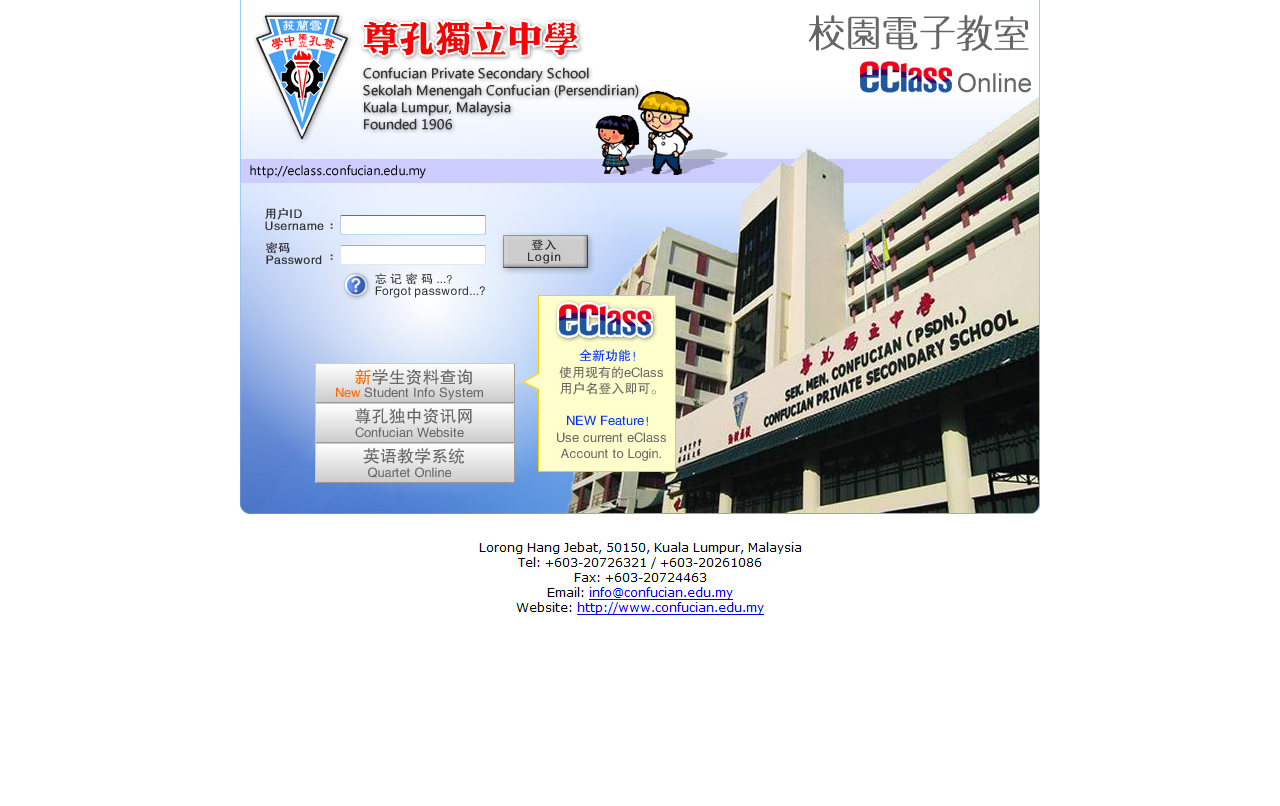 雪蘭莪
尊孔獨立中學
尊孔獨立中學
Confucian Private Secondary School
Sekolah Menengah Confucian (Persendirian)
Kuala Lumpur, Malaysia
Founded 1906
校園電子教室
eClass Online
http://eclass.confucian.edu.my
用户ID
Username :
密码
Password :
登入
Login
忘记密码...?
Forgot password...?
新学生资料查询
New Student Info System
尊孔独中资讯网
Confucian Website
英语教学系统
Quartet Online
eClass
全新功能!
使用现有的eClass
用户名登入即可。
NEW Feature!
Use current eClass
Account to Login.
尊孔獨立中學
SEK. MEN. CONFUCIAN (PSDN.)
CONFUCIAN PRIVATE SECONDARY SCHOOL
Lorong Hang Jebat, 50150, Kuala Lumpur, Malaysia
Tel: +603-20726321 / +603-20261086
Fax: +603-20724463
Email: info@confucian.edu.my
Website: http://www.confucian.edu.my